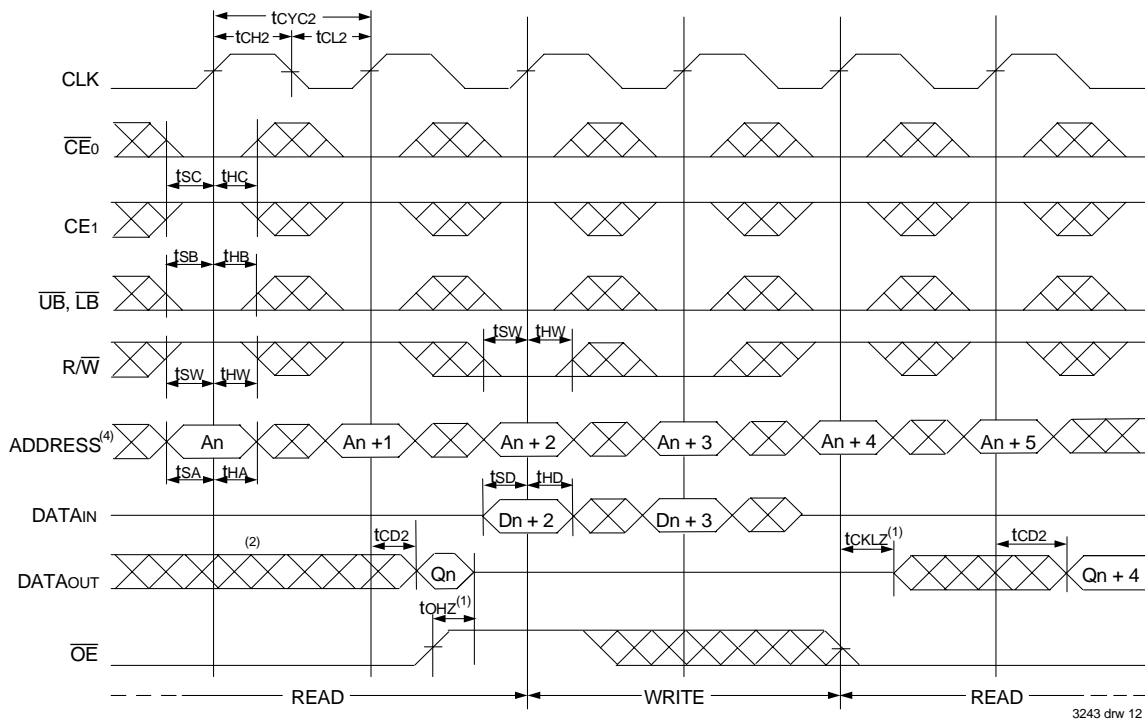 tCYC2
tCH2 tCL2
CLK
CE0
tSC tHC
CE1
tSB tHB
UB, LB
tSW tHW
R/W
tSW tHW
ADDRESS(4) An An +1 An + 2 An + 3 An + 4 An + 5
tSA tHA
tSD tHD
DATAIN Dn + 2 Dn + 3
(2) tCD2 tCKLZ(1) tCD2
DATAOUT Qn Qn + 4
tOHZ(1)
OE
READ WRITE READ
3243 drw 12